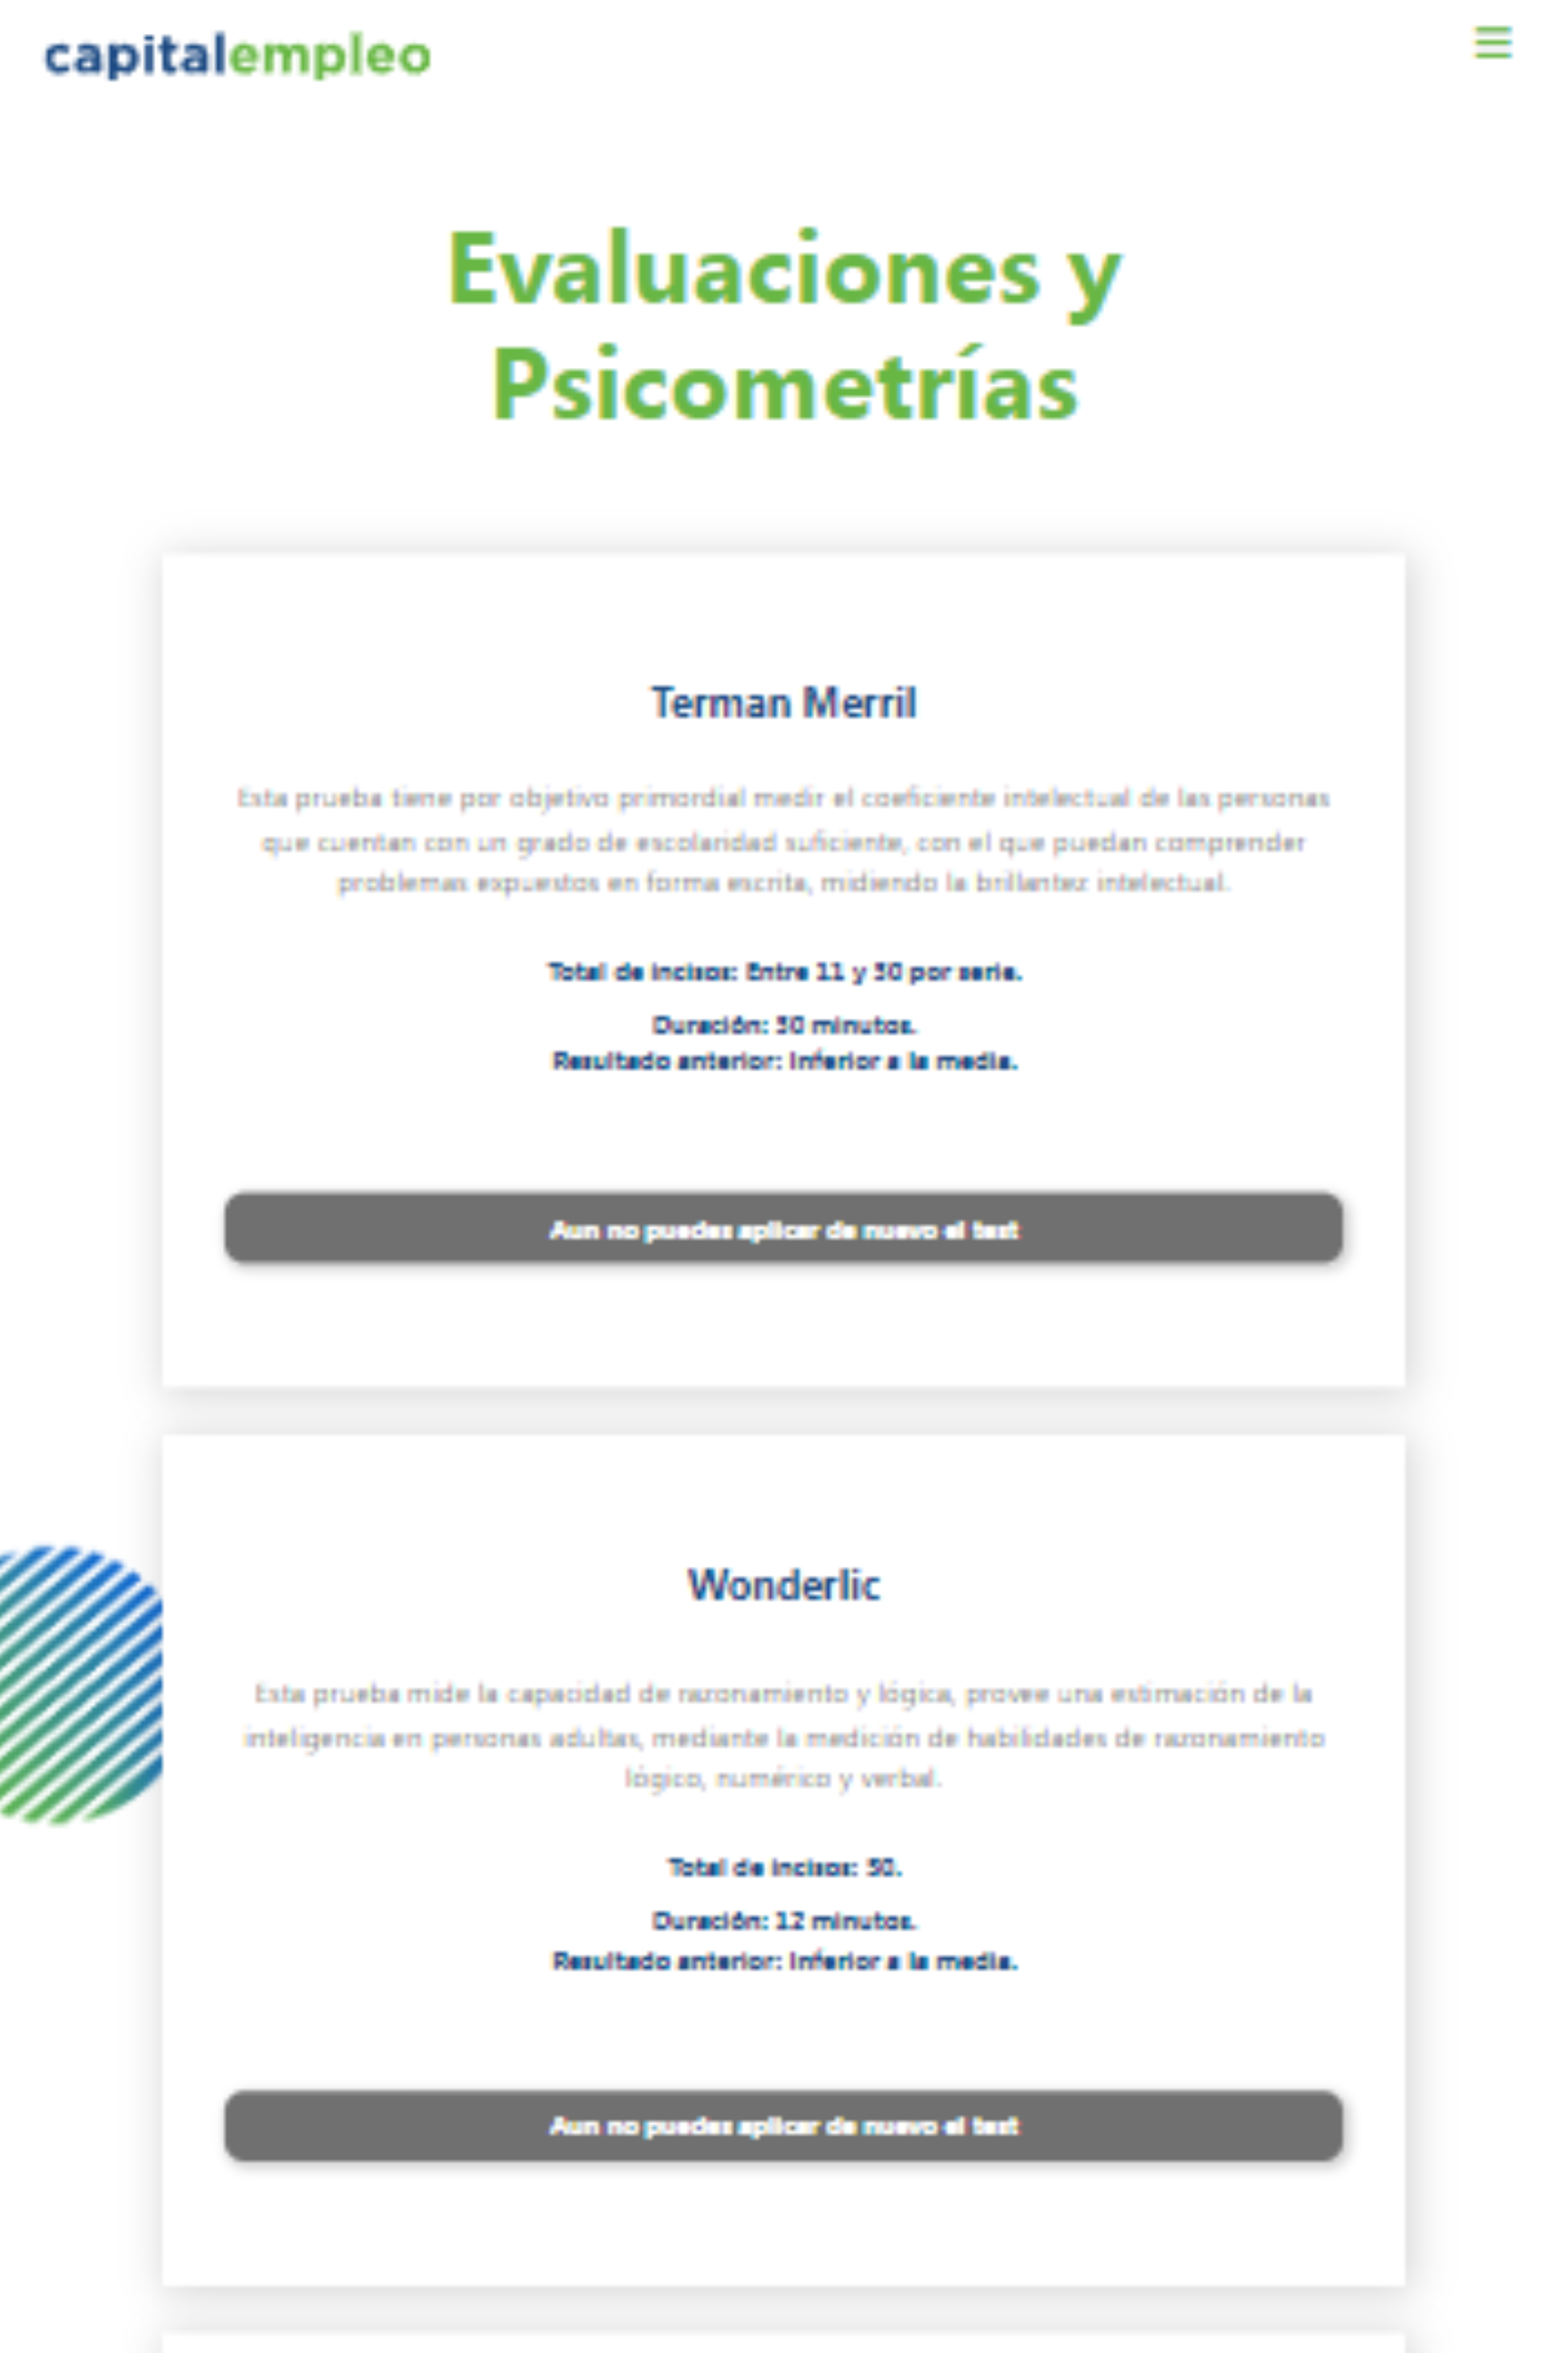 capitalempleo
Evaluaciones y
Psicometrías
Terman Merril
Esta prueba tiene por objetivo primordial medir el coeficiente intelectual de las personas
que cuentan con un grado de escolaridad suficiente, con el que puedan comprender
problemas expuestos en forma escrita, midiendo la brillantez intelectual.
Total de incisos: Entre 11 y 30 por serie.
Duración: 50 minutos.
Resultado anterior: Inferior a la media.
Aun no puedes aplicar de nuevo el test
Wonderlic
Esta prueba mide la capacidad de razonamiento y lógica, provee una estimación de la
inteligencia en personas adultas, mediante la medición de habilidades de razonamiento
lógico, numérico y verbal.
Total de incisos: 50.
Duración: 12 minutos.
Resultado anterior: Inferior a la media.
Aun no puedes aplicar de nuevo el test